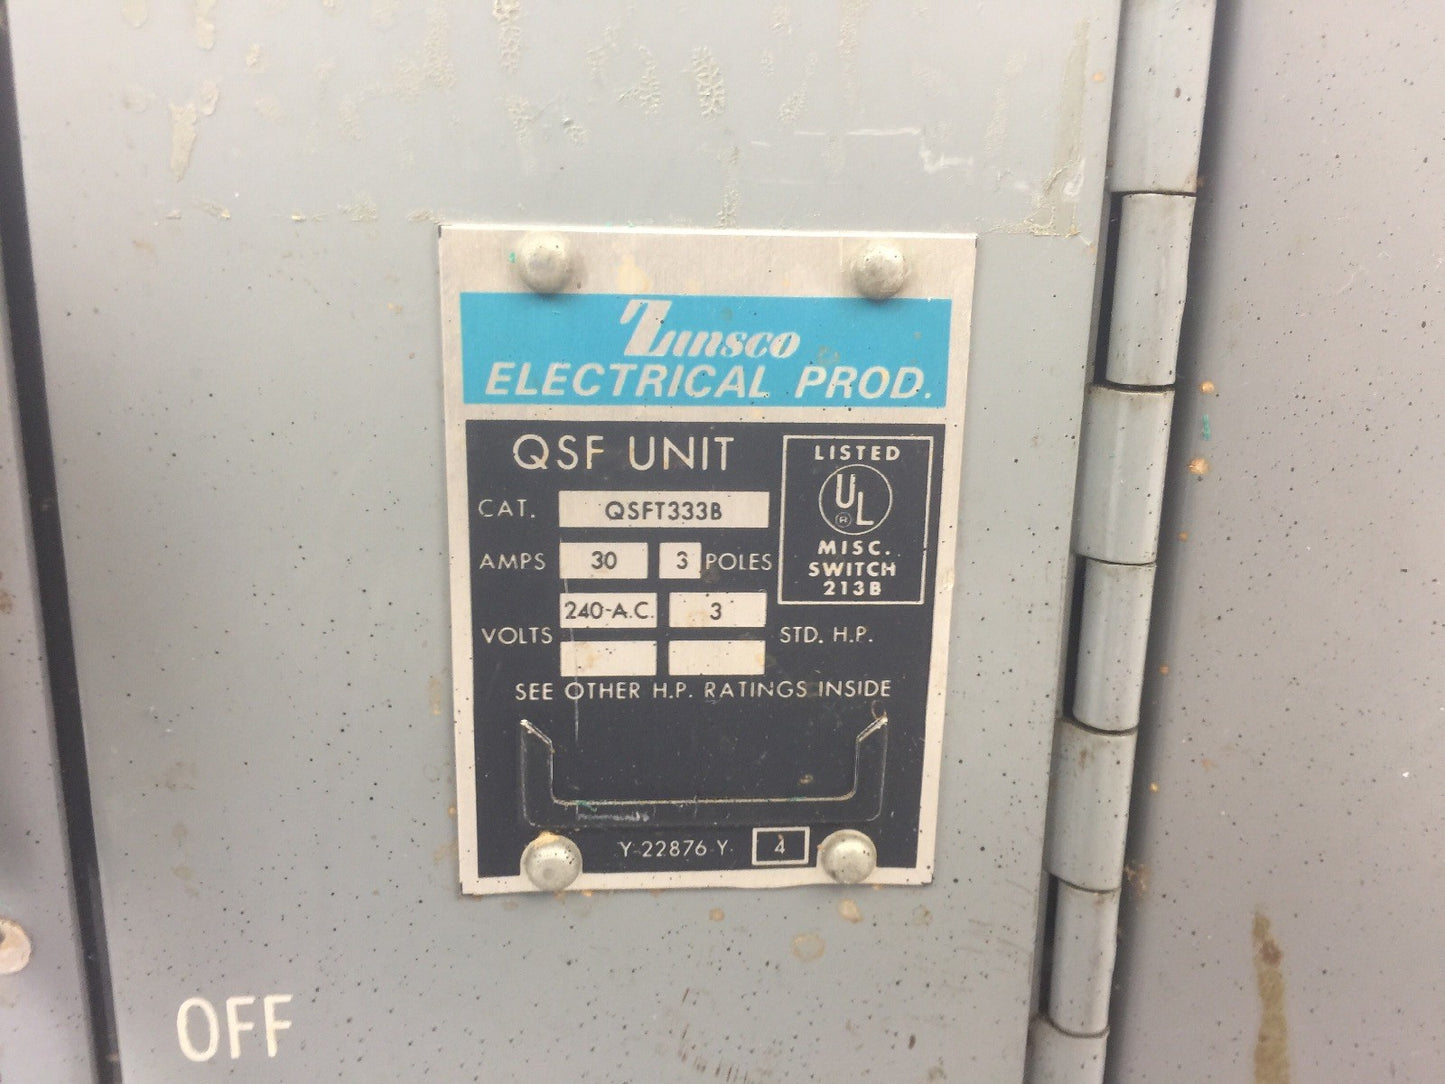 Zinsco
ELECTRICAL PROD.
QSF UNIT
CAT. QSFT333B
AMPS 30 3 POLES
240-A.C. 3
VOLTS STD. H.P.
SEE OTHER H.P. RATINGS INSIDE
LISTED
UL
®
MISC.
SWITCH
213B
Y-22876 Y 4
OFF